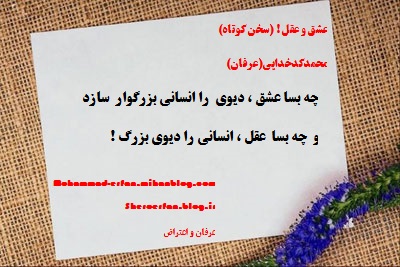 عشق و عقل ! (سخن کوتاه)
محمدکدخدایی(عرفان)
چه بسا عشق ، دیوی را انسانی بزرگوار سازد
و چه بسا عقل ، انسانی را دیوی بزرگ !
Mohammad-erfan.mihanblog.com
Sheroerfan.blog.ir
عرفان و اعتراض